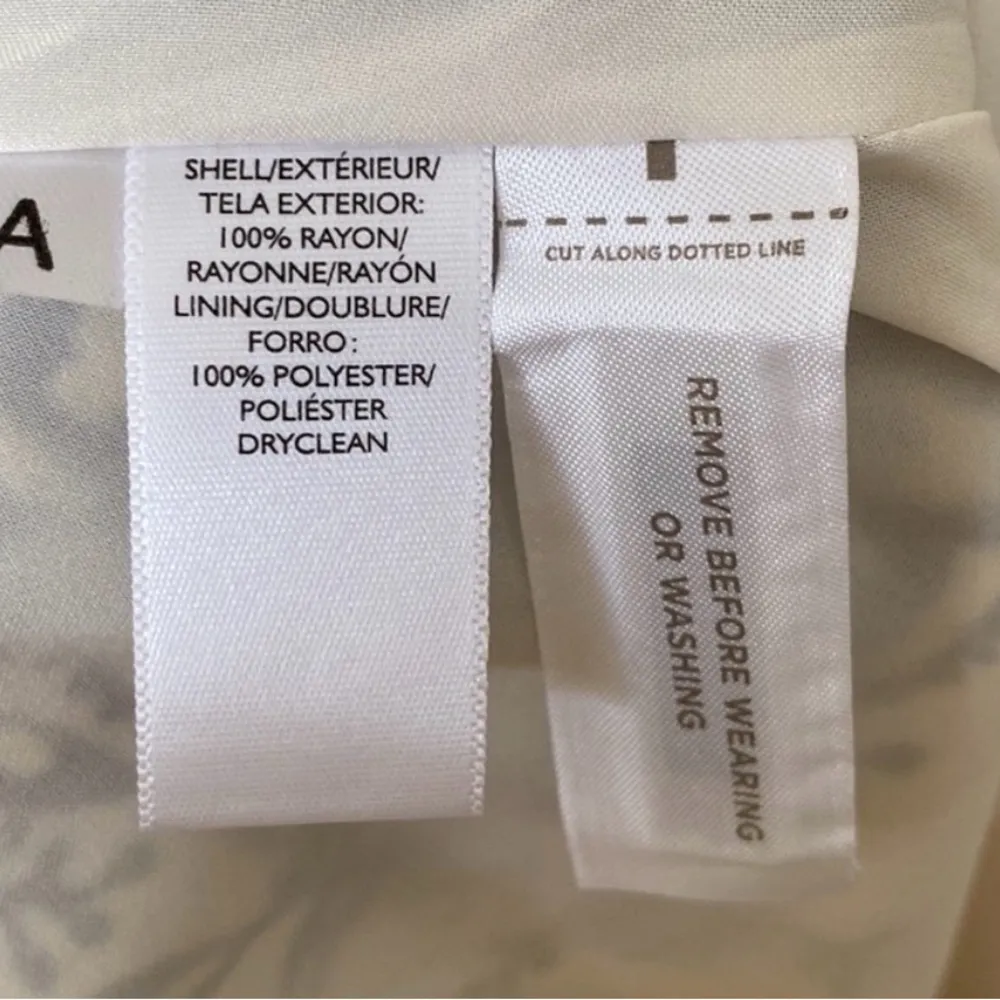 A
SHELL/EXTÉRIEUR/
TELA EXTERIOR:
100% RAYON/
RAYONNE/RAYÓN
LINING/DOUBLURE/
FORRO:
100% POLYESTER/
POLIÉSTER
DRYCLEAN
CUT ALONG DOTTED LINE
REMOVE BEFORE WEARING
OR WASHING